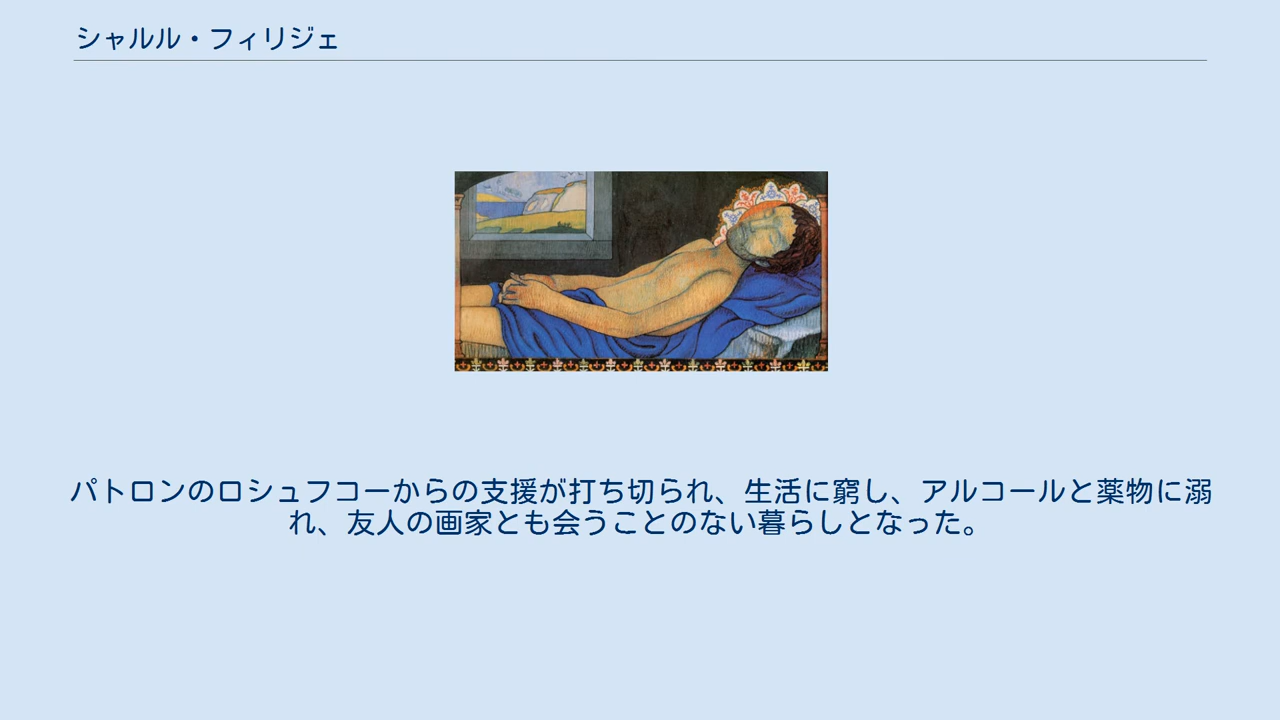 シャルル・フィリジェ
パトロンのロシュフコーからの支援が打ち切られ、生活に窮し、アルコールと薬物に溺
れ、友人の画家とも会うことのない暮らしとなった。